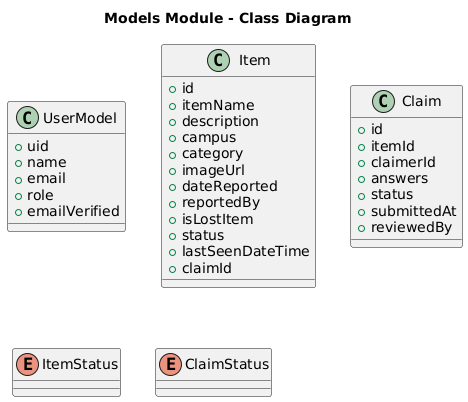 Models Module - Class Diagram
C UserModel
uid
name
email
role
emailVerified
C Item
id
itemName
description
campus
category
imageUrl
dateReported
reportedBy
isLostItem
status
lastSeenDateTime
claimId
C Claim
id
itemId
claimerId
answers
status
submittedAt
reviewedBy
E ItemStatus
E ClaimStatus